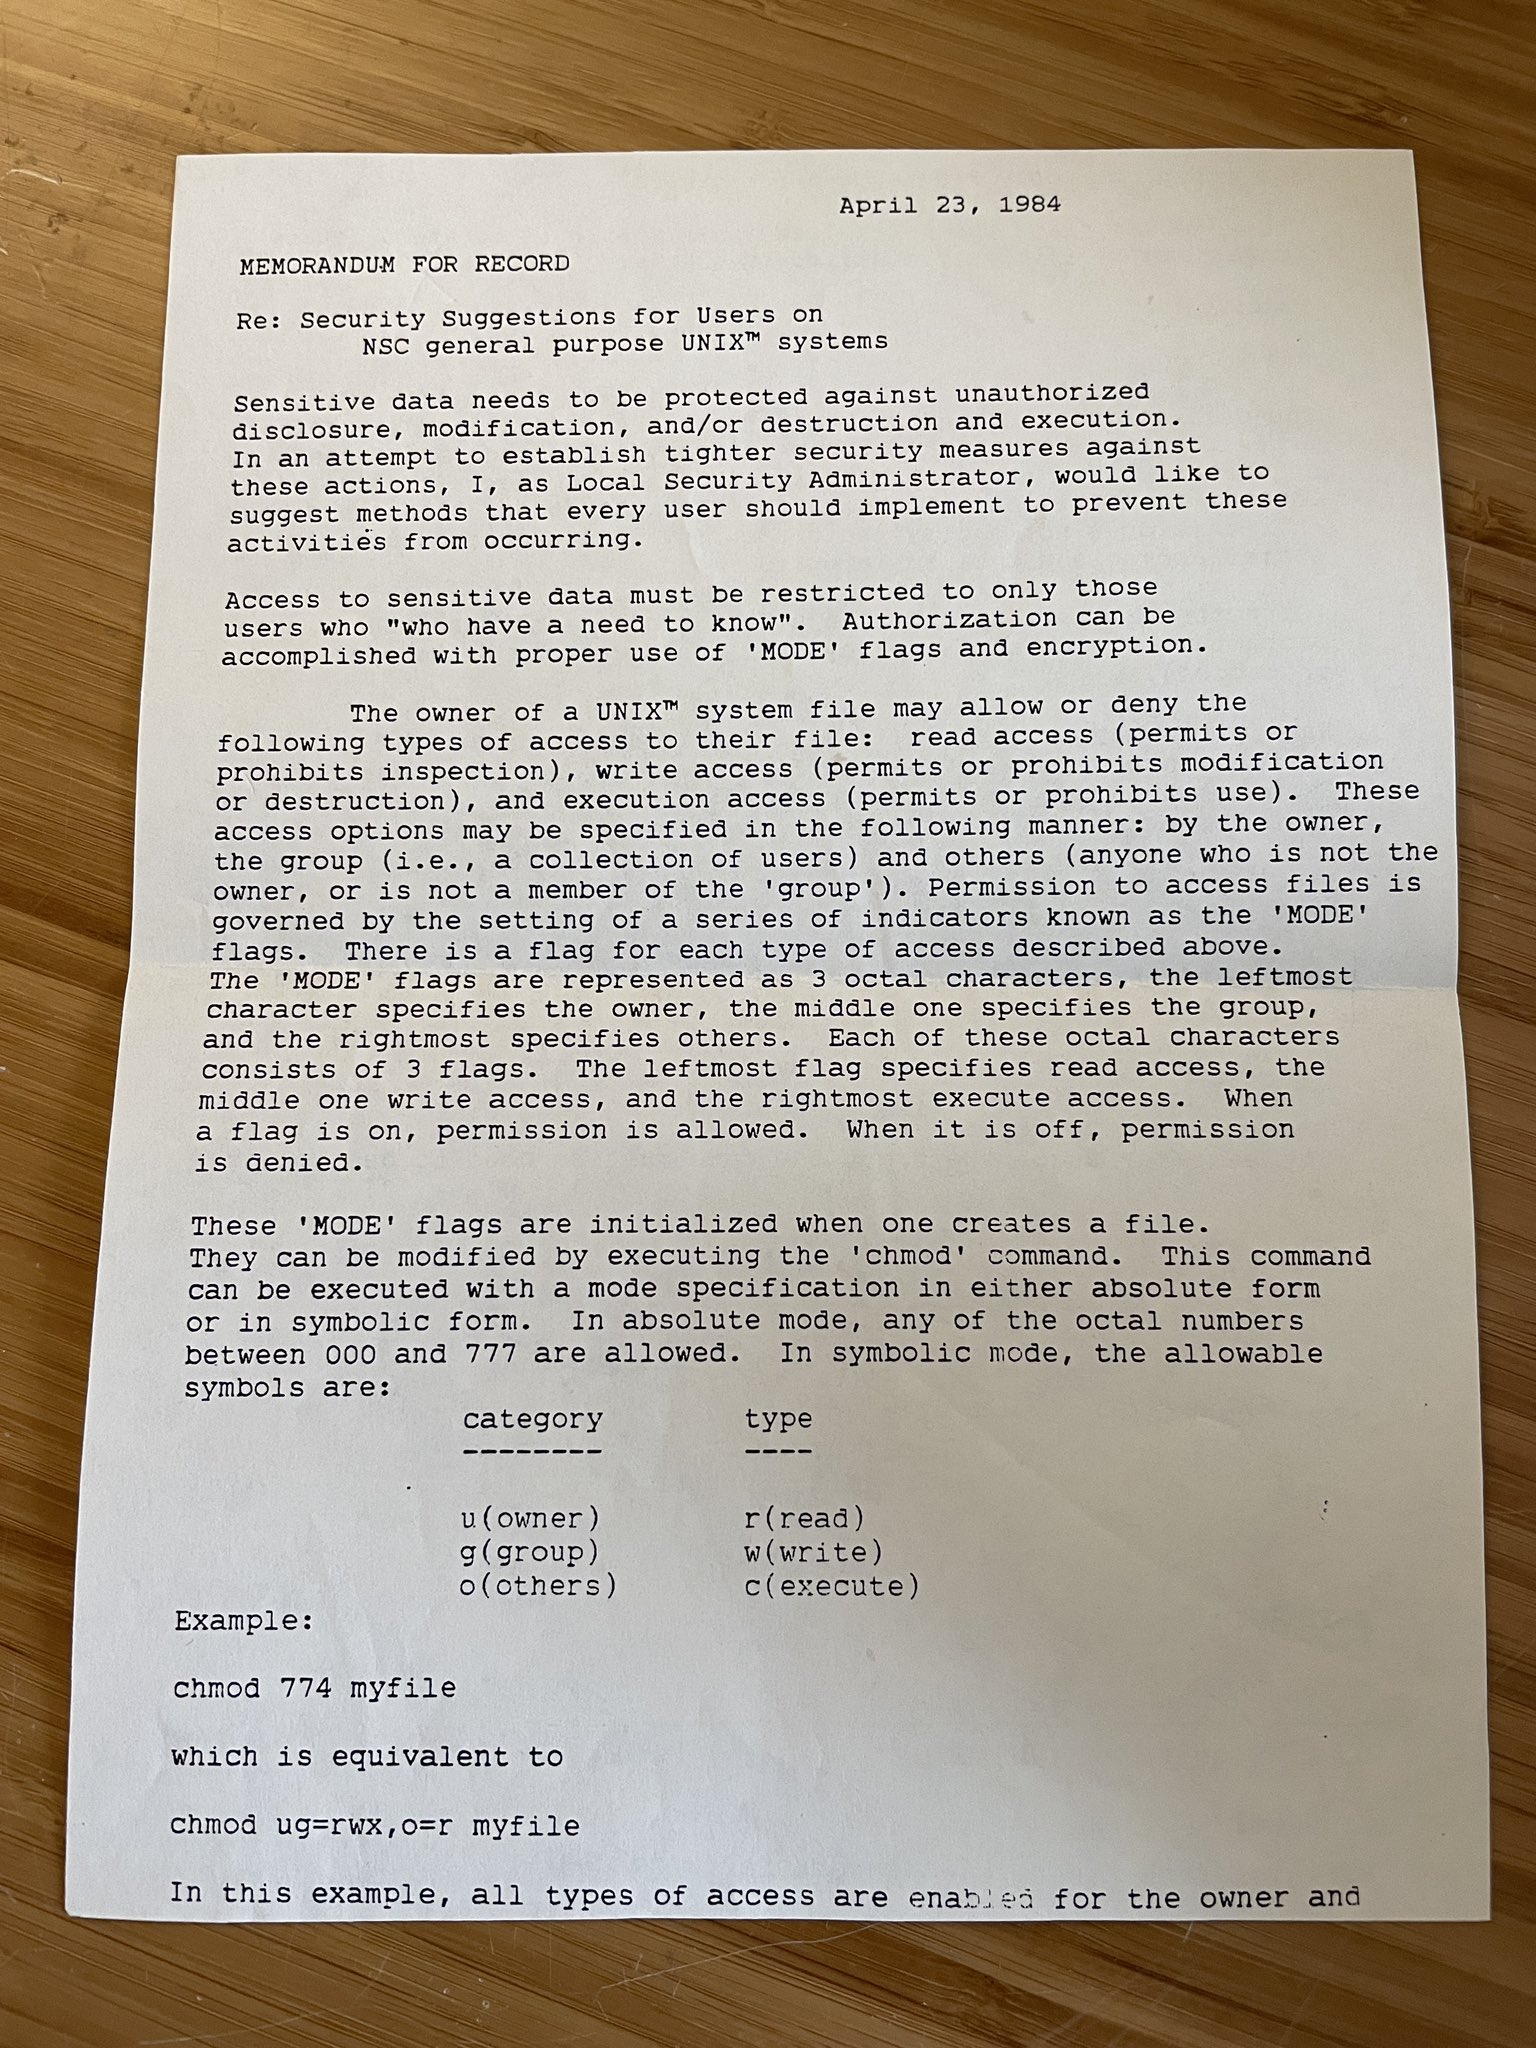 April 23, 1984
MEMORANDUM FOR RECORD
Re: Security Suggestions for Users on
NSC general purpose UNIX™ systems
Sensitive data needs to be protected against unauthorized
disclosure, modification, and/or destruction and execution.
In an attempt to establish tighter security measures against
these actions, I, as Local Security Administrator, would like to
suggest methods that every user should implement to prevent these
activities from occurring.
Access to sensitive data must be restricted to only those
users who "who have a need to know".  Authorization can be
accomplished with proper use of 'MODE' flags and encryption.
The owner of a UNIX™ system file may allow or deny the
following types of access to their file:  read access (permits or
prohibits inspection), write access (permits or prohibits modification
or destruction), and execution access (permits or prohibits use).  These
access options may be specified in the following manner: by the owner,
the group (i.e., a collection of users) and others (anyone who is not the
owner, or is not a member of the 'group'). Permission to access files is
governed by the setting of a series of indicators known as the 'MODE'
flags.  There is a flag for each type of access described above.
The 'MODE' flags are represented as 3 octal characters, the leftmost
character specifies the owner, the middle one specifies the group,
and the rightmost specifies others.  Each of these octal characters
consists of 3 flags.  The leftmost flag specifies read access, the
middle one write access, and the rightmost execute access.  When
a flag is on, permission is allowed.  When it is off, permission
is denied.
These 'MODE' flags are initialized when one creates a file.
They can be modified by executing the 'chmod' command.  This command
can be executed with a mode specification in either absolute form
or in symbolic form.  In absolute mode, any of the octal numbers
between 000 and 777 are allowed.  In symbolic mode, the allowable
symbols are:
category type
-------- ----
u(owner) r(read)
g(group) w(write)
o(others) c(execute)
Example:
chmod 774 myfile
which is equivalent to
chmod ug=rwx,o=r myfile
In this example, all types of access are enabled for the owner and